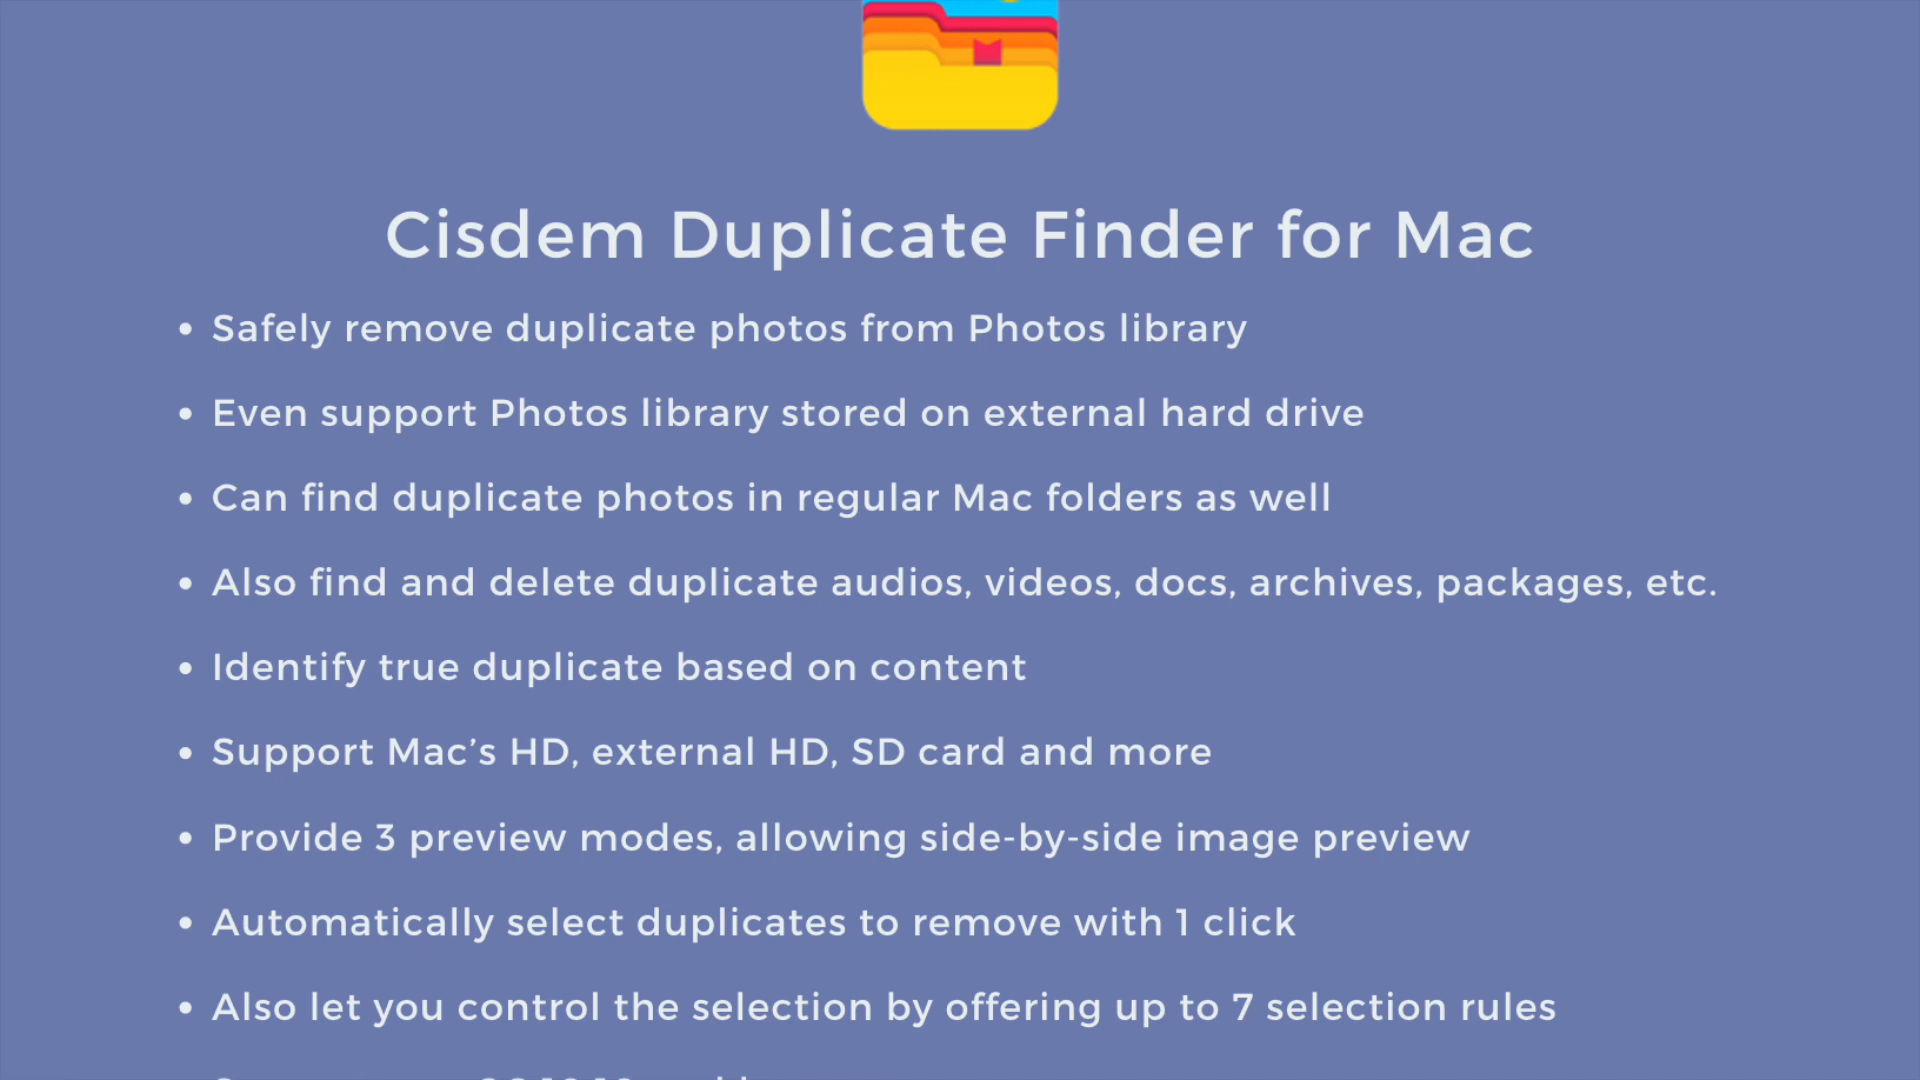 Cisdem Duplicate Finder for Mac
• Safely remove duplicate photos from Photos library
• Even support Photos library stored on external hard drive
• Can find duplicate photos in regular Mac folders as well
• Also find and delete duplicate audios, videos, docs, archives, packages, etc.
• Identify true duplicate based on content
• Support Mac’s HD, external HD, SD card and more
• Provide 3 preview modes, allowing side-by-side image preview
• Automatically select duplicates to remove with 1 click
• Also let you control the selection by offering up to 7 selection rules